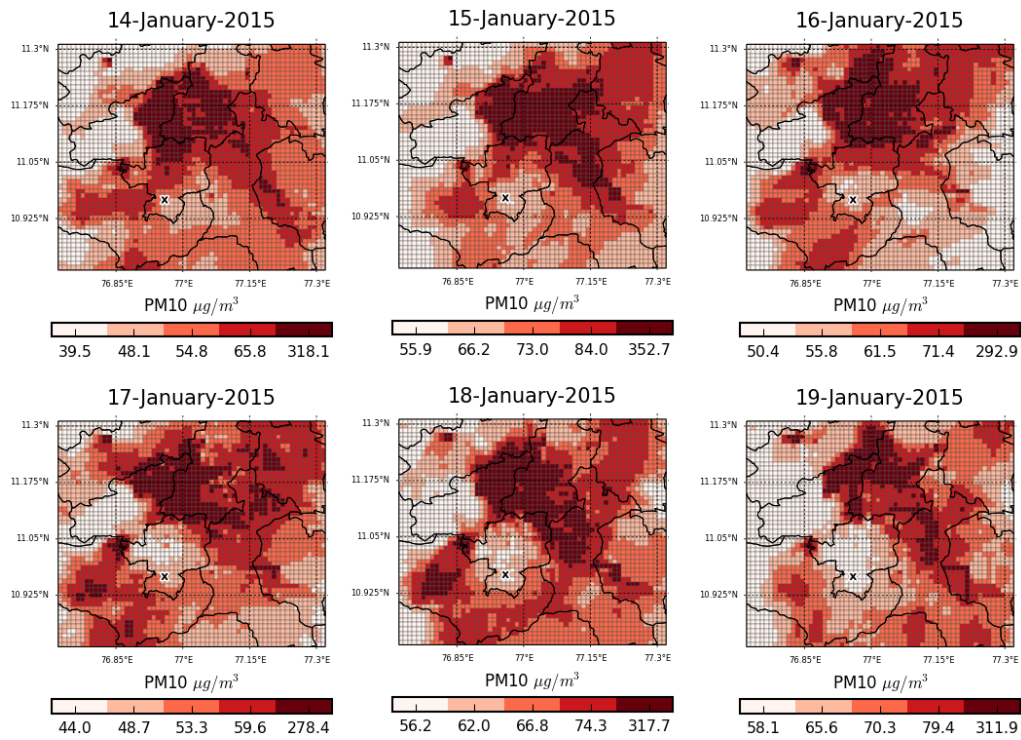 14-January-2015 15-January-2015 16-January-2015
11.3°N 11.3°N 11.3°N
11.175°N 11.175°N 11.175°N
11.05°N 11.05°N 11.05°N
x x x
10.925°N 10.925°N 10.925°N
76.85°E 77°E 77.15°E 77.3°E 76.85°E 77°E 77.15°E 77.3°E 76.85°E 77°E 77.15°E 77.3°E
PM10 μg/m³ PM10 μg/m³ PM10 μg/m³
39.5 48.1 54.8 65.8 318.1 55.9 66.2 73.0 84.0 352.7 50.4 55.8 61.5 71.4 292.9
17-January-2015 18-January-2015 19-January-2015
11.3°N 11.3°N 11.3°N
11.175°N 11.175°N 11.175°N
11.05°N 11.05°N 11.05°N
x x x
10.925°N 10.925°N 10.925°N
76.85°E 77°E 77.15°E 77.3°E 76.85°E 77°E 77.15°E 77.3°E 76.85°E 77°E 77.15°E 77.3°E
PM10 μg/m³ PM10 μg/m³ PM10 μg/m³
44.0 48.7 53.3 59.6 278.4 56.2 62.0 66.8 74.3 317.7 58.1 65.6 70.3 79.4 311.9